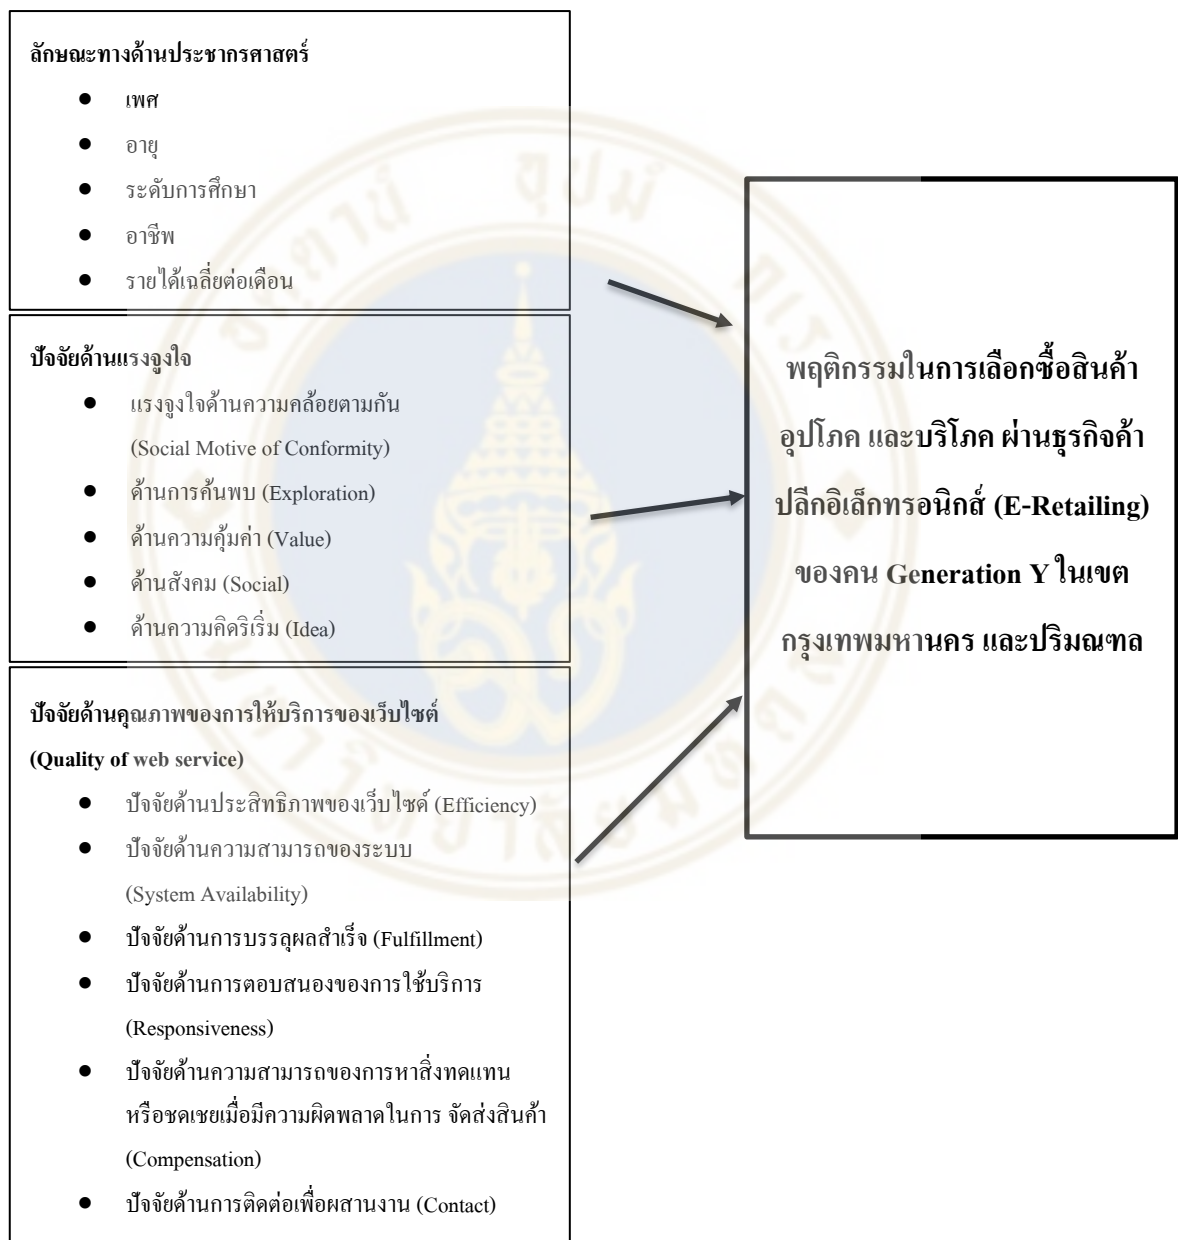 ลักษณะทางด้านประชากรศาสตร์
● เพศ
● อายุ
● ระดับการศึกษา
● อาชีพ
● รายได้เฉลี่ยต่อเดือน
ปัจจัยด้านแรงจูงใจ
● แรงจูงใจด้านความคล้อยตามกัน
(Social Motive of Conformity)
● ด้านการค้นพบ (Exploration)
● ด้านความคุ้มค่า (Value)
● ด้านสังคม (Social)
● ด้านความคิดริเริ่ม (Idea)
ปัจจัยด้านคุณภาพของการให้บริการของเว็บไซต์
(Quality of web service)
● ปัจจัยด้านประสิทธิภาพของเว็บไซต์ (Efficiency)
● ปัจจัยด้านความสามารถของระบบ
(System Availability)
● ปัจจัยด้านการบรรลุผลสำเร็จ (Fulfillment)
● ปัจจัยด้านการตอบสนองของการใช้บริการ
(Responsiveness)
● ปัจจัยด้านความสามารถของการหาสิ่งทดแทน
หรือชดเชยเมื่อมีความผิดพลาดในการ จัดส่งสินค้า
(Compensation)
● ปัจจัยด้านการติดต่อเพื่อผสานงาน (Contact)
พฤติกรรมในการเลือกซื้อสินค้า
อุปโภค และบริโภค ผ่านธุรกิจค้า
ปลีกอิเล็กทรอนิกส์ (E-Retailing)
ของคน Generation Y ในเขต
กรุงเทพมหานคร และปริมณฑล
อตฺตานํ อุปมํ กเร
มหาวิทยาลัยมหิดล